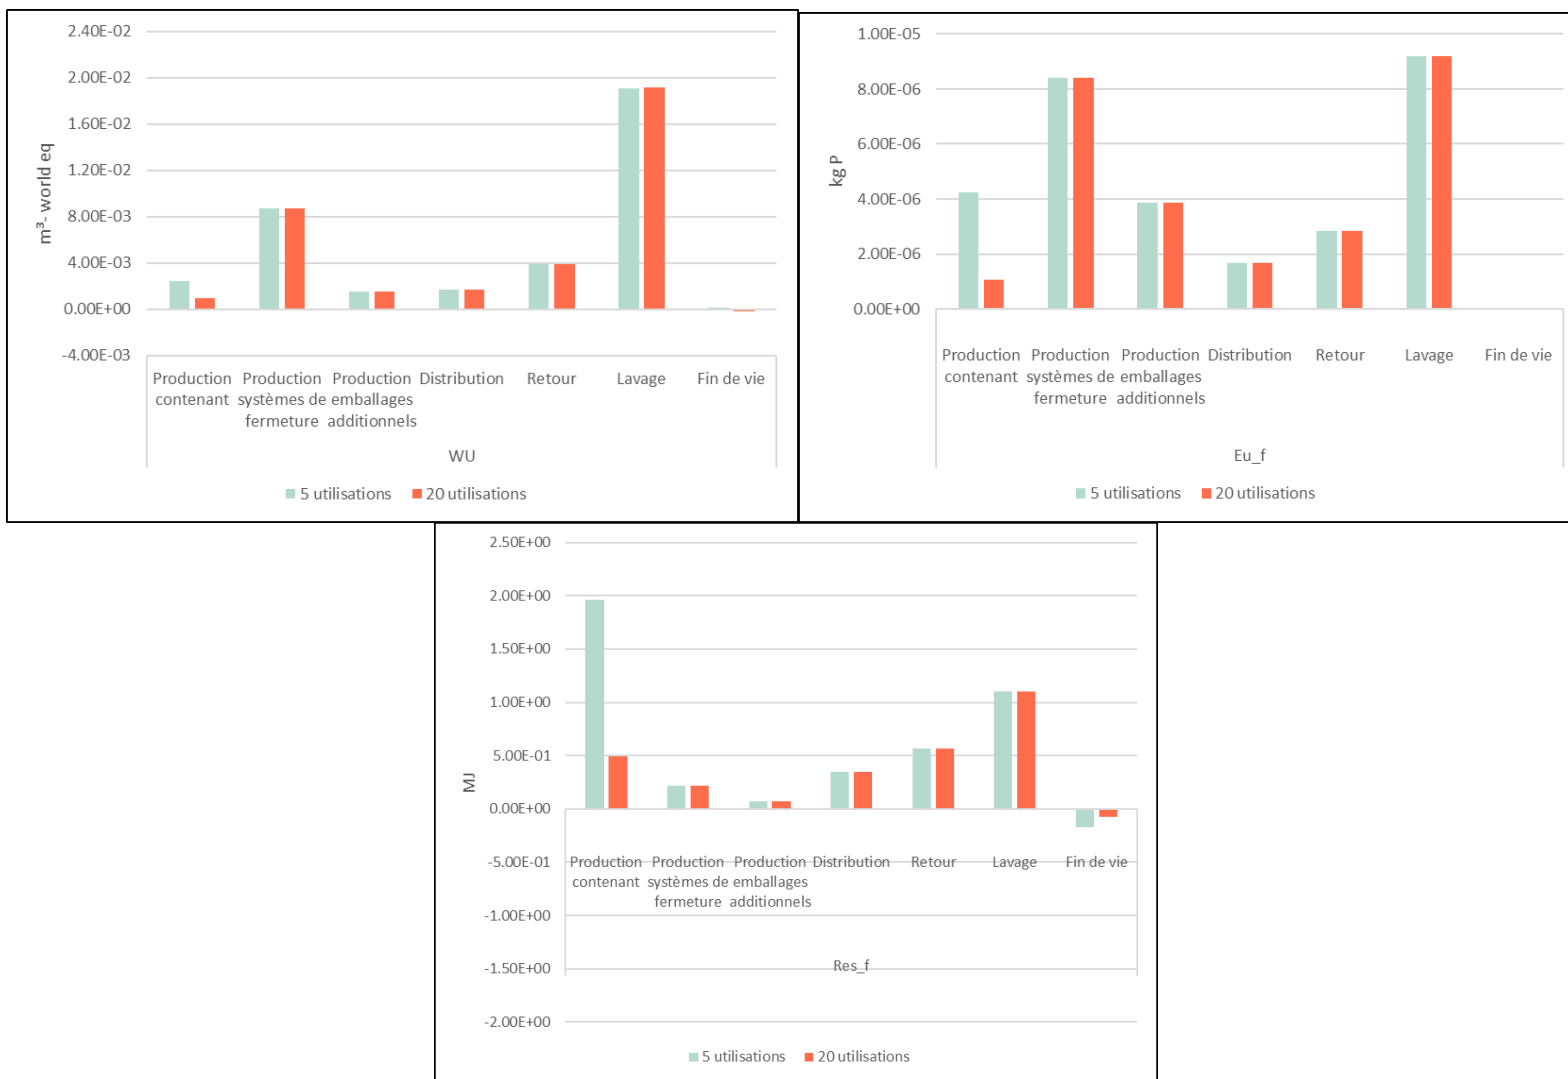 2.40E-02
2.00E-02
1.60E-02
1.20E-02
8.00E-03
4.00E-03
0.00E+00
-4.00E-03
m³- world eq
Production Production Production Distribution Retour Lavage Fin de vie
contenant systèmes de emballages
fermeture additionnels
WU
5 utilisations 20 utilisations
1.00E-05
8.00E-06
6.00E-06
4.00E-06
2.00E-06
0.00E+00
kg P
Production Production Production Distribution Retour Lavage Fin de vie
contenant systèmes de emballages
fermeture additionnels
Eu_f
5 utilisations 20 utilisations
2.50E+00
2.00E+00
1.50E+00
1.00E+00
5.00E-01
0.00E+00
-5.00E-01
-1.00E+00
-1.50E+00
-2.00E+00
MJ
Production Production Production Distribution Retour Lavage Fin de vie
contenant systèmes de emballages
fermeture additionnels
Res_f
5 utilisations 20 utilisations